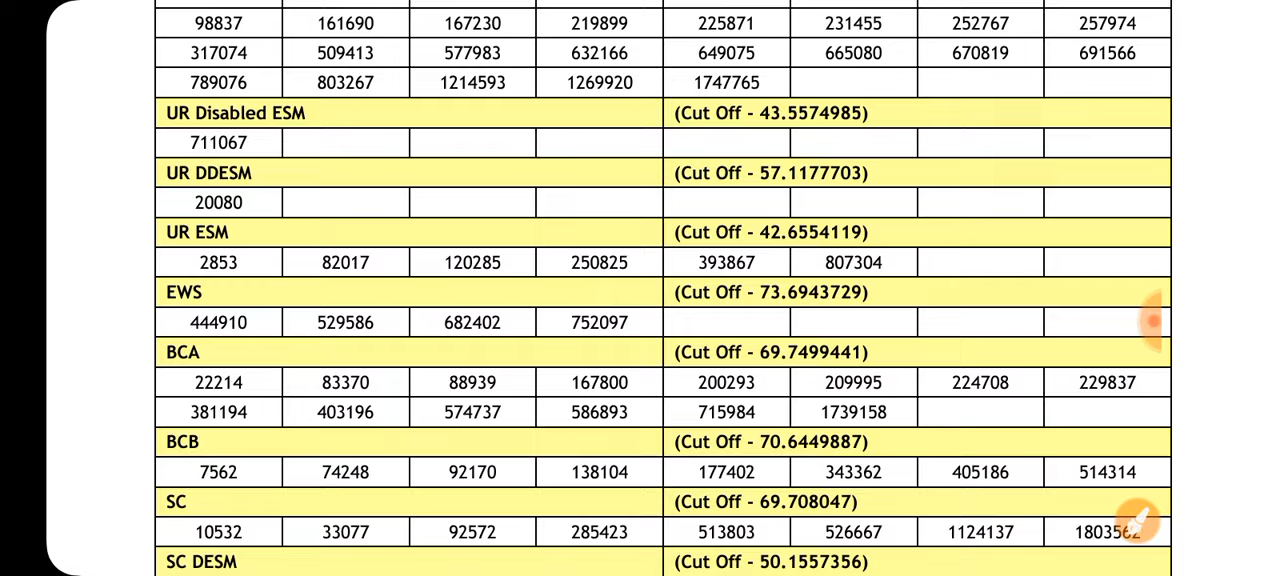 98837 161690 167230 219899 225871 231455 252767 257974
317074 509413 577983 632166 649075 665080 670819 691566
789076 803267 1214593 1269920 1747765
UR Disabled ESM (Cut Off - 43.5574985)
711067
UR DDESM (Cut Off - 57.1177703)
20080
UR ESM (Cut Off - 42.6554119)
2853 82017 120285 250825 393867 807304
EWS (Cut Off - 73.6943729)
444910 529586 682402 752097
BCA (Cut Off - 69.7499441)
22214 83370 88939 167800 200293 209995 224708 229837
381194 403196 574737 586893 715984 1739158
BCB (Cut Off - 70.6449887)
7562 74248 92170 138104 177402 343362 405186 514314
SC (Cut Off - 69.708047)
10532 33077 92572 285423 513803 526667 1124137
SC DESM (Cut Off - 50.1557356)